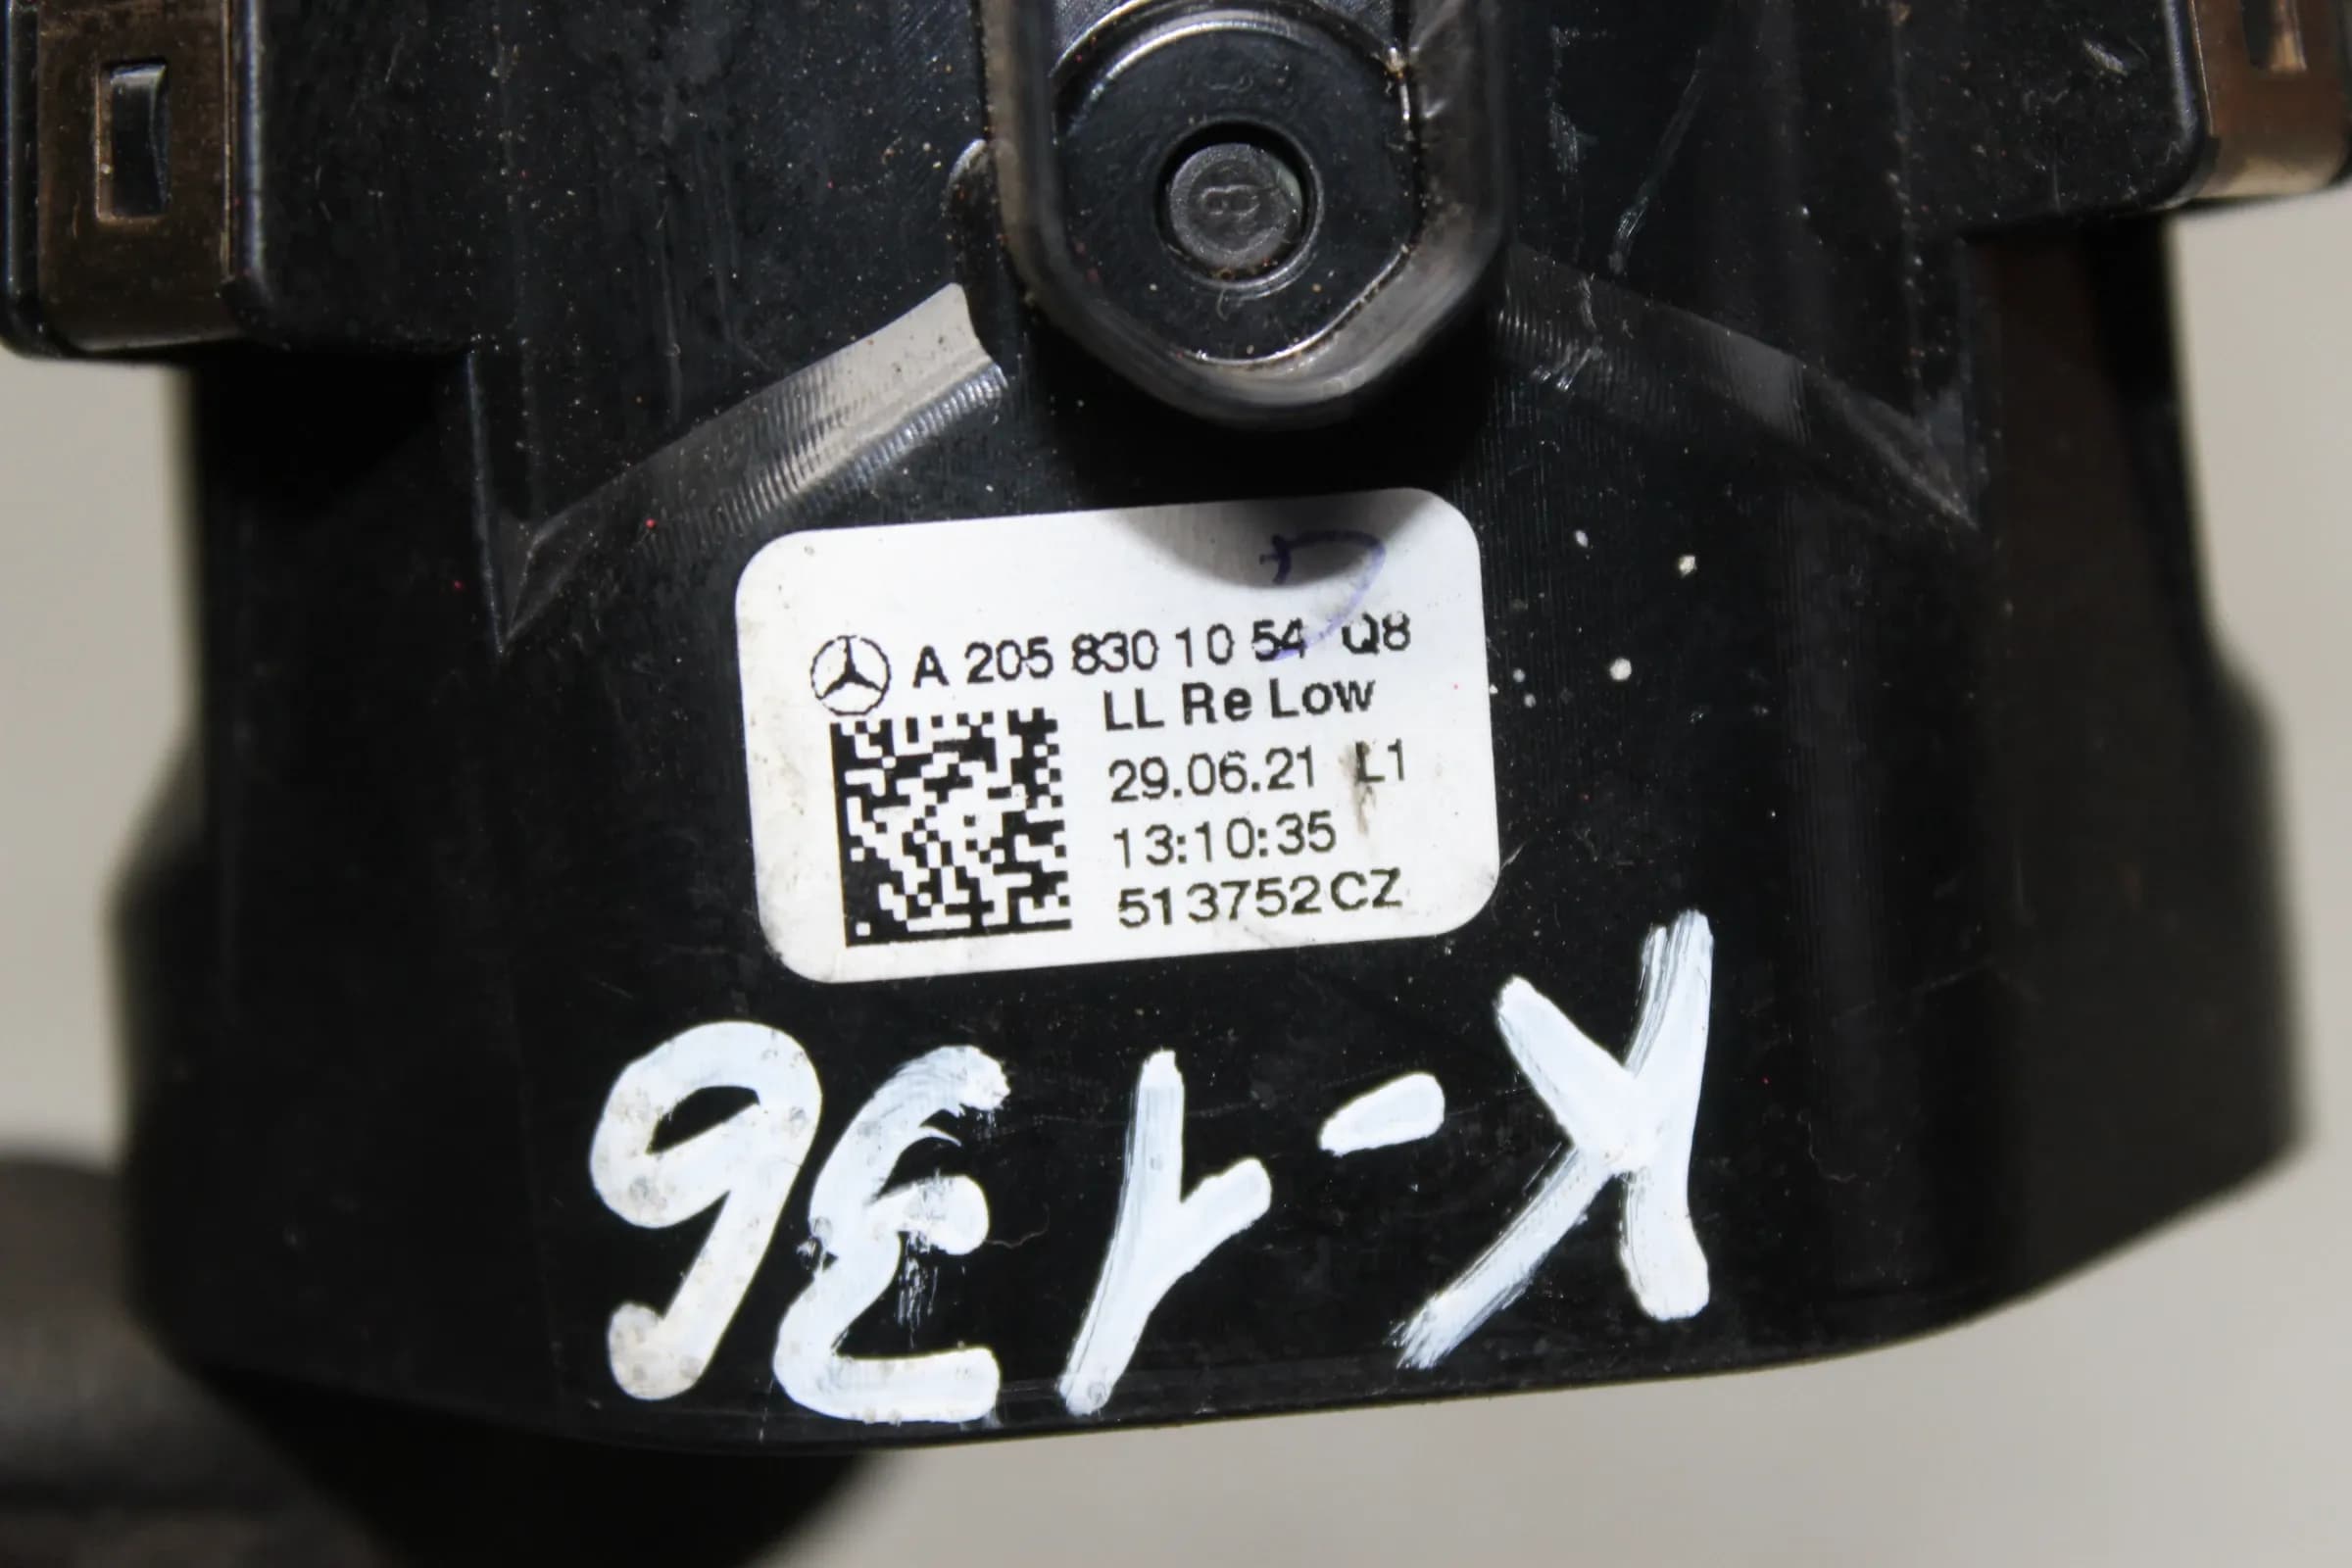 A 205 830 10 54 Q8
LL Re Low
29.06.21 L1
13:10:35
513752CZ
K-136